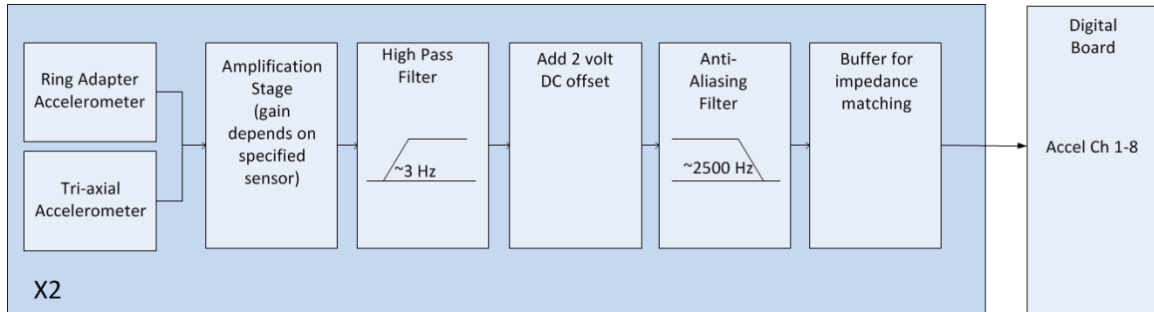 Ring Adapter
Accelerometer
Tri-axial
Accelerometer
Amplification
Stage
(gain
depends on
specified
sensor)
High Pass
Filter
~3 Hz
Add 2 volt
DC offset
Anti-
Aliasing
Filter
~2500 Hz
Buffer for
impedance
matching
X2
Digital
Board
Accel Ch 1-8